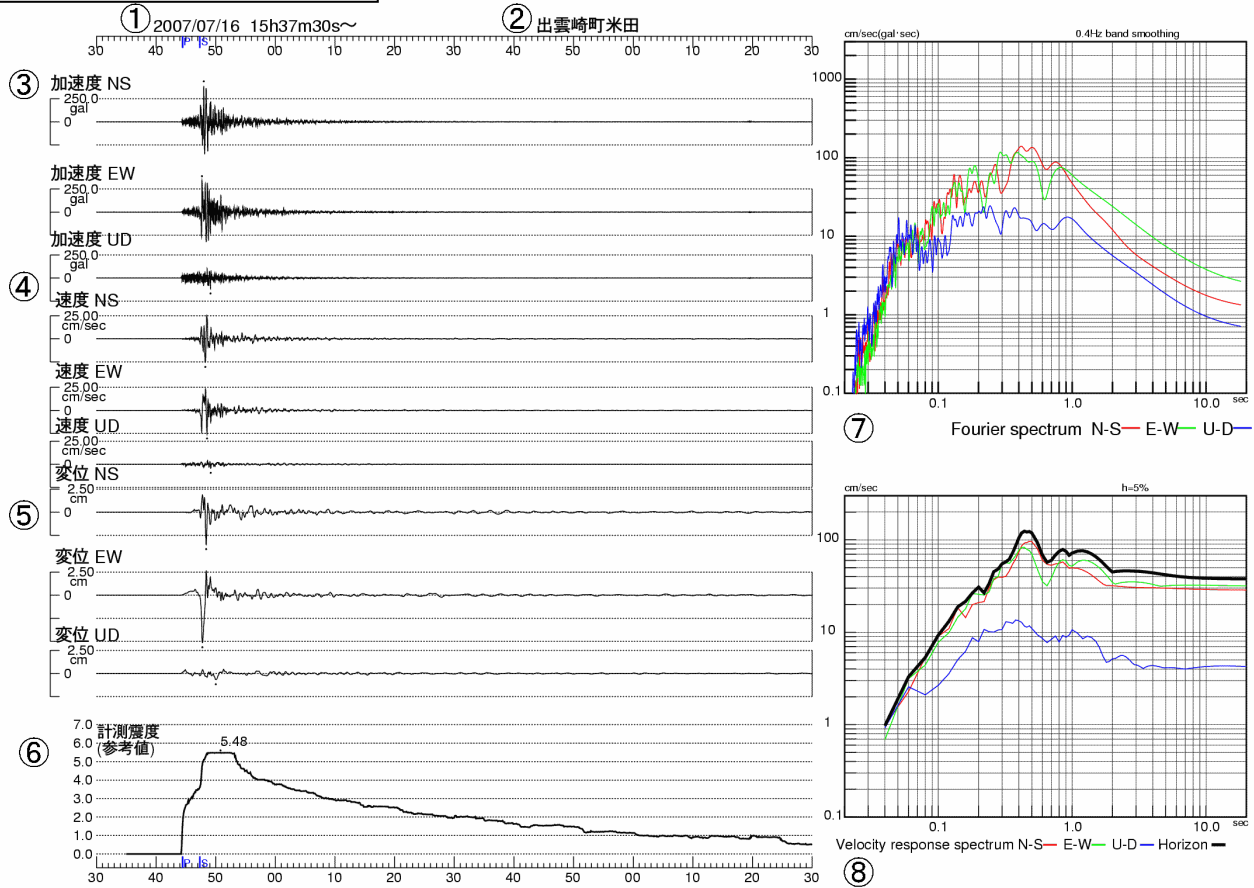 ① 2007/07/16 15h37m30s～ ② 出雲崎町米田
30 40 50 00 10 20 30 40 50 00 10 20 30
P S
③ 加速度 NS
250.0
gal
0
加速度 EW
250.0
gal
0
加速度 UD
250.0
gal
④ 0
速度 NS
25.00
cm/sec
0
速度 EW
25.00
cm/sec
0
速度 UD
25.00
cm/sec
0
変位 NS
2.50
cm
⑤ 0
変位 EW
2.50
cm
0
変位 UD
2.50
cm
0
⑥ 計測震度
(参考値)
5.48
7.0
6.0
5.0
4.0
3.0
2.0
1.0
0.0
P S
30 40 50 00 10 20 30 40 50 00 10 20 30
cm/sec(gal·sec) 0.4Hz band smoothing
1000
100
10
1
0.1
0.1 1.0 10.0 sec
⑦ Fourier spectrum N-S E-W U-D
cm/sec h=5%
100
10
1
0.1
0.1 1.0 10.0 sec
Velocity response spectrum N-S E-W U-D Horizon
⑧